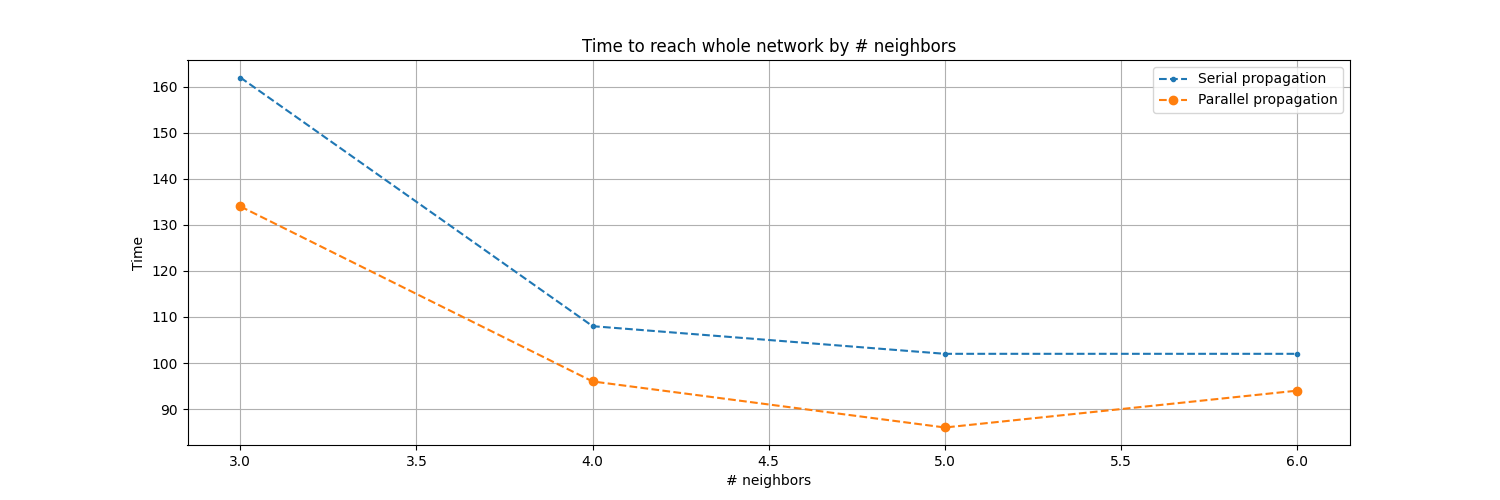 Time to reach whole network by # neighbors
Serial propagation
Parallel propagation
160
150
140
130
120
110
100
90
Time
3.0 3.5 4.0 4.5 5.0 5.5 6.0
# neighbors